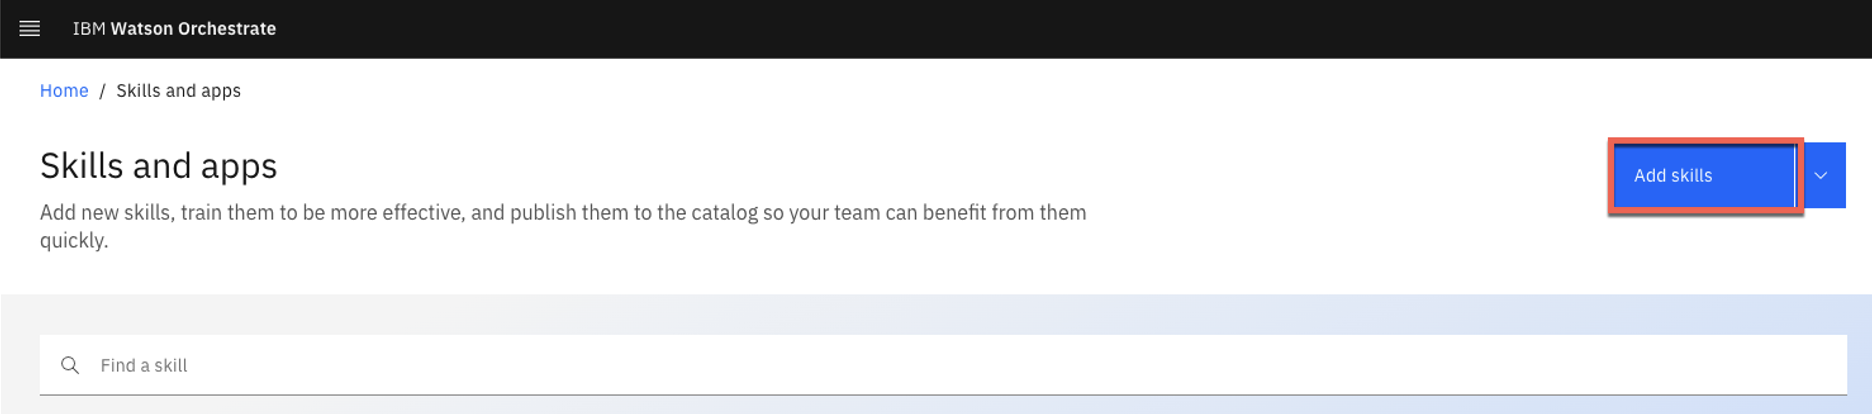 IBM Watson Orchestrate
Home / Skills and apps
Skills and apps
Add new skills, train them to be more effective, and publish them to the catalog so your team can benefit from them
quickly.
Add skills
Find a skill